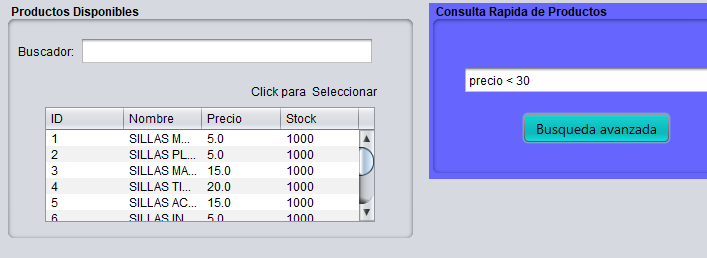 Productos Disponibles
Buscador:
Click para Seleccionar
ID Nombre Precio Stock
1 SILLAS M... 5.0 1000
2 SILLAS PL... 5.0 1000
3 SILLAS MA... 15.0 1000
4 SILLAS TI... 20.0 1000
5 SILLAS AC... 15.0 1000
6 SILLAS IN... 5.0 1000
Consulta Rapida de Productos
precio < 30
Busqueda avanzada